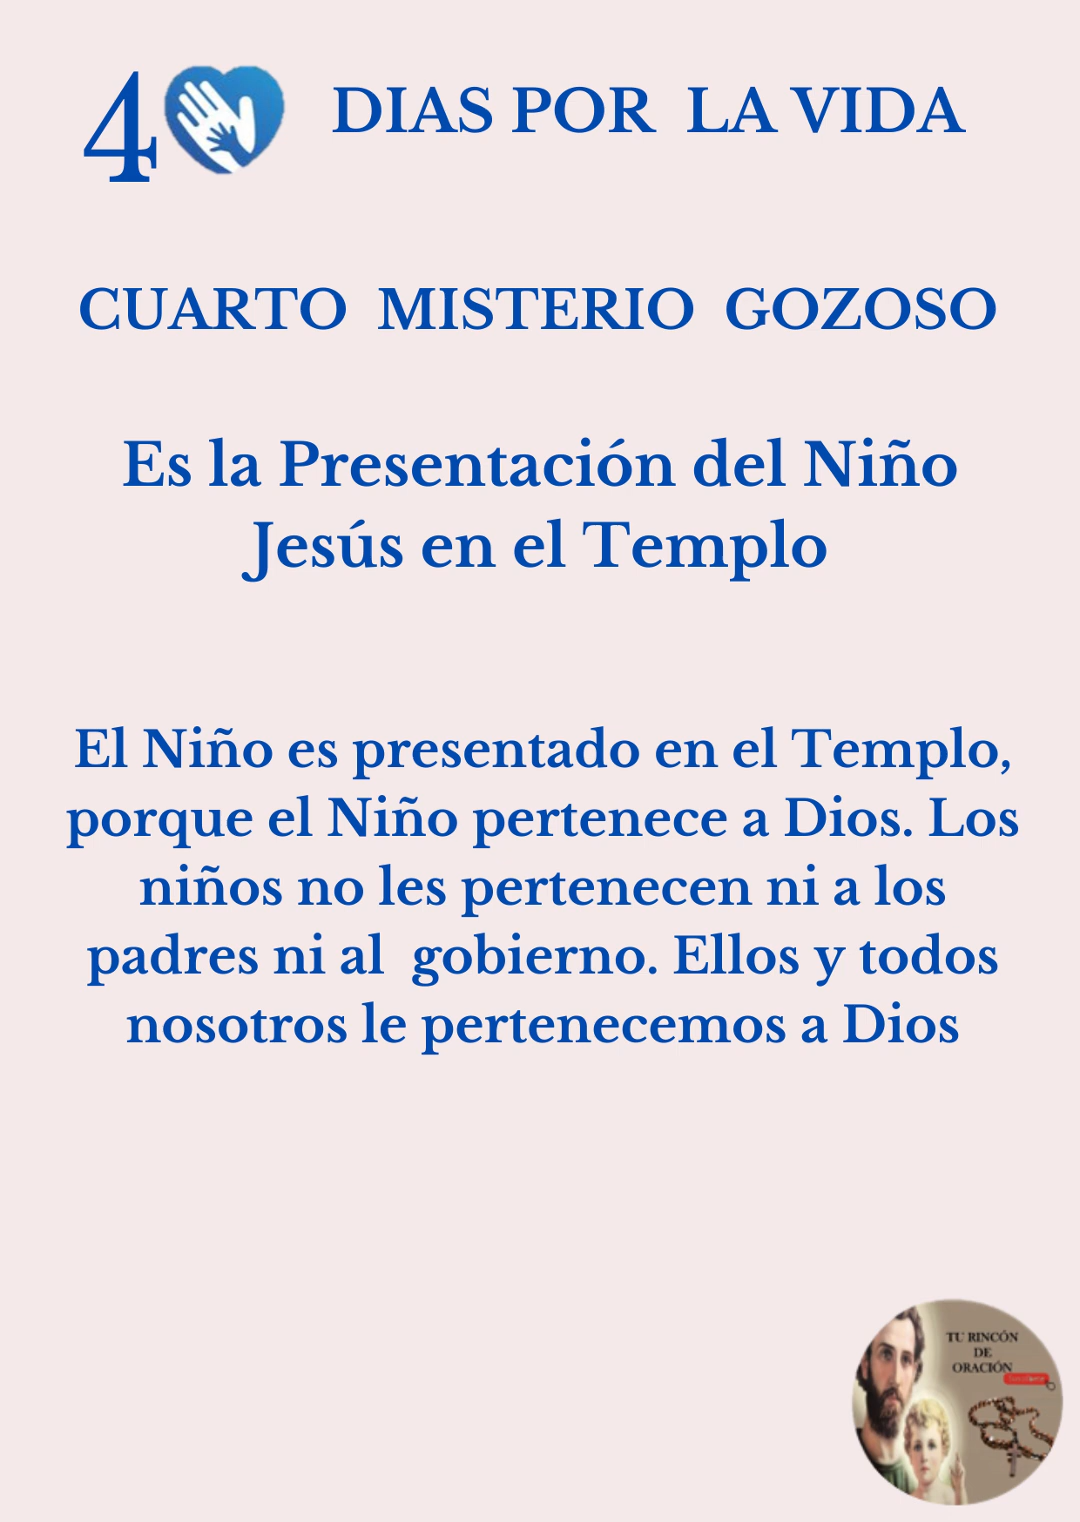 40 DIAS POR LA VIDA
CUARTO MISTERIO GOZOSO
Es la Presentación del Niño
Jesús en el Templo
El Niño es presentado en el Templo,
porque el Niño pertenece a Dios. Los
niños no les pertenecen ni a los
padres ni al gobierno. Ellos y todos
nosotros le pertenecemos a Dios
TU RINCÓN
DE
ORACIÓN